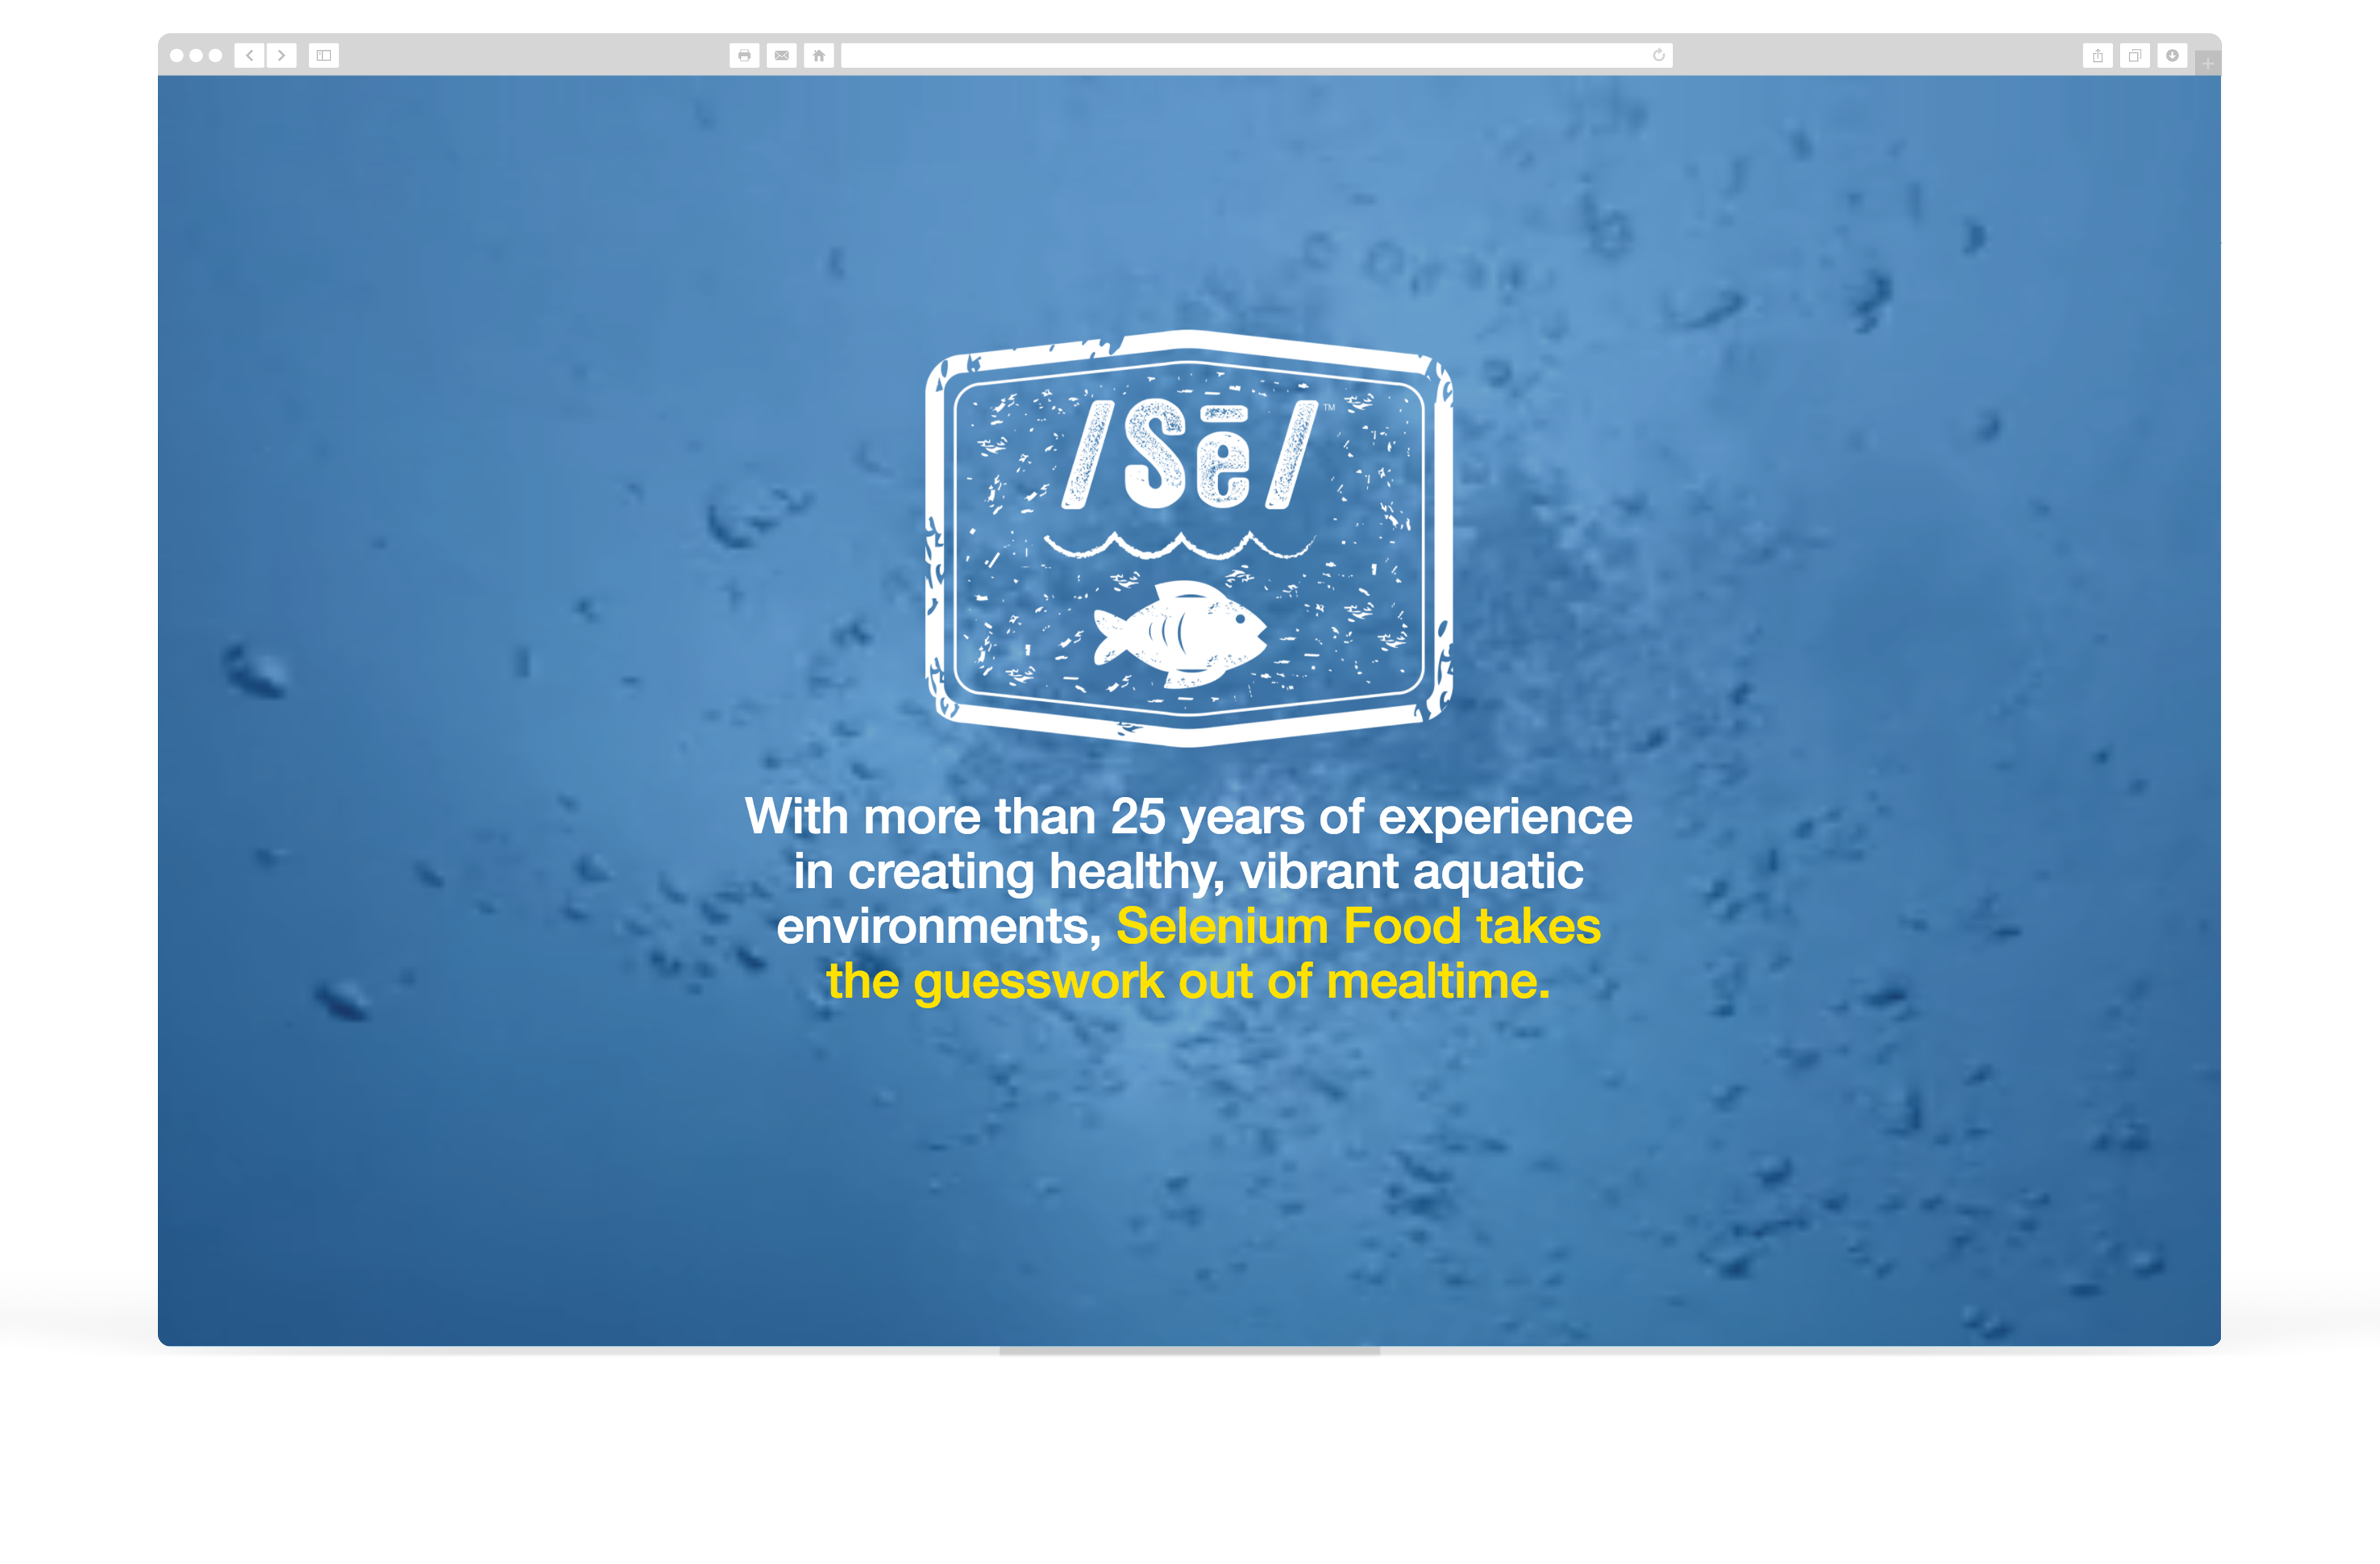 /Sē/™
With more than 25 years of experience
in creating healthy, vibrant aquatic
environments, Selenium Food takes
the guesswork out of mealtime.